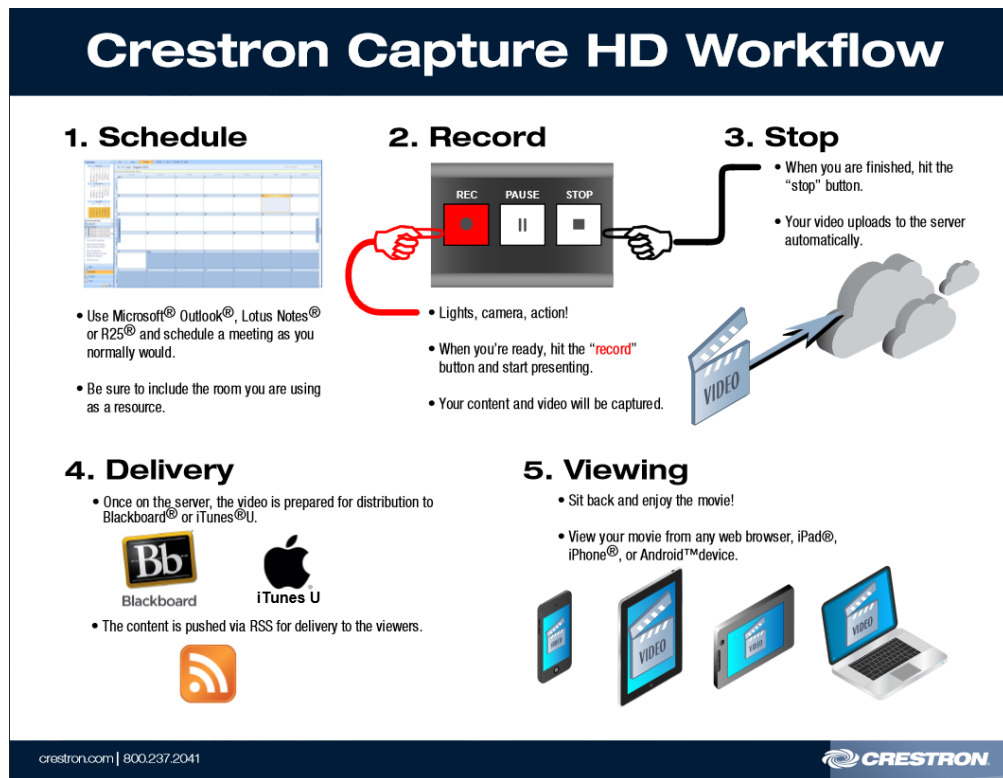 Crestron Capture HD Workflow
1. Schedule
• Use Microsoft® Outlook®, Lotus Notes®
or R25® and schedule a meeting as you
normally would.
• Be sure to include the room you are using
as a resource.
2. Record
REC PAUSE STOP
• Lights, camera, action!
• When you're ready, hit the “record”
button and start presenting.
• Your content and video will be captured.
3. Stop
• When you are finished, hit the
“stop” button.
• Your video uploads to the server
automatically.
VIDEO
4. Delivery
• Once on the server, the video is prepared for distribution to
Blackboard® or iTunes®U.
Bb
Blackboard
iTunes U
• The content is pushed via RSS for delivery to the viewers.
5. Viewing
• Sit back and enjoy the movie!
• View your movie from any web browser, iPad®,
iPhone®, or Android™device.
VIDEO
VIDEO
VIDEO
VIDEO
crestron.com | 800.237.2041
CRESTRON